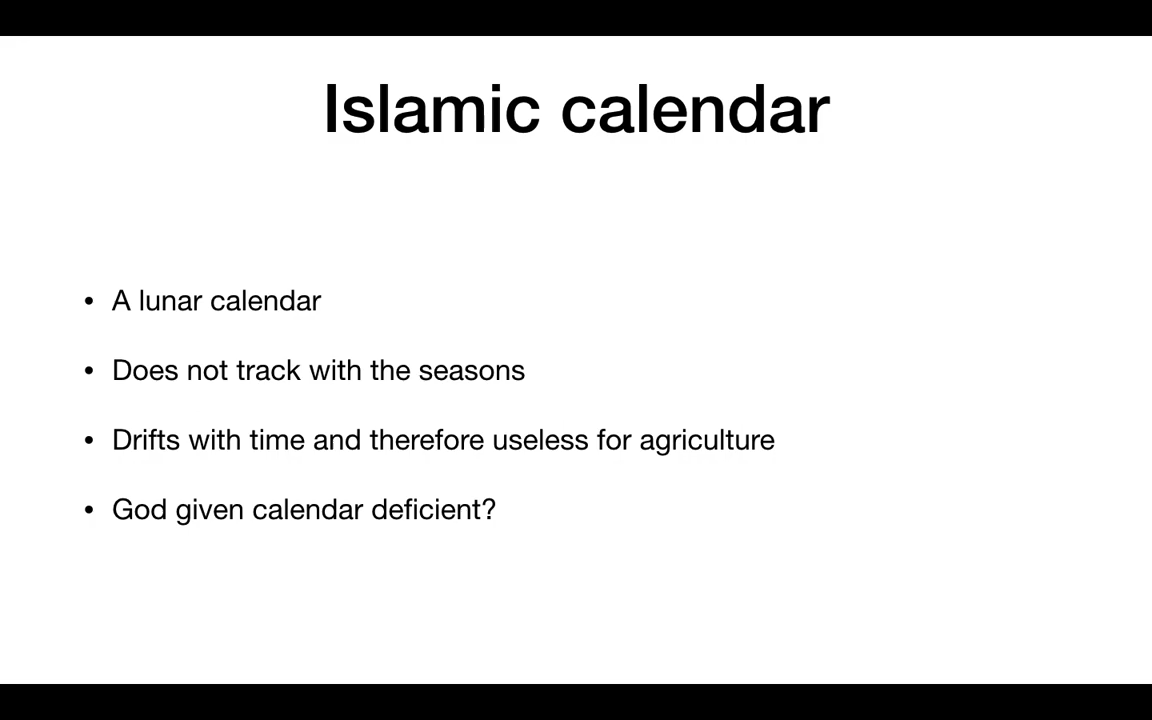 Islamic calendar
• A lunar calendar
• Does not track with the seasons
• Drifts with time and therefore useless for agriculture
• God given calendar deficient?